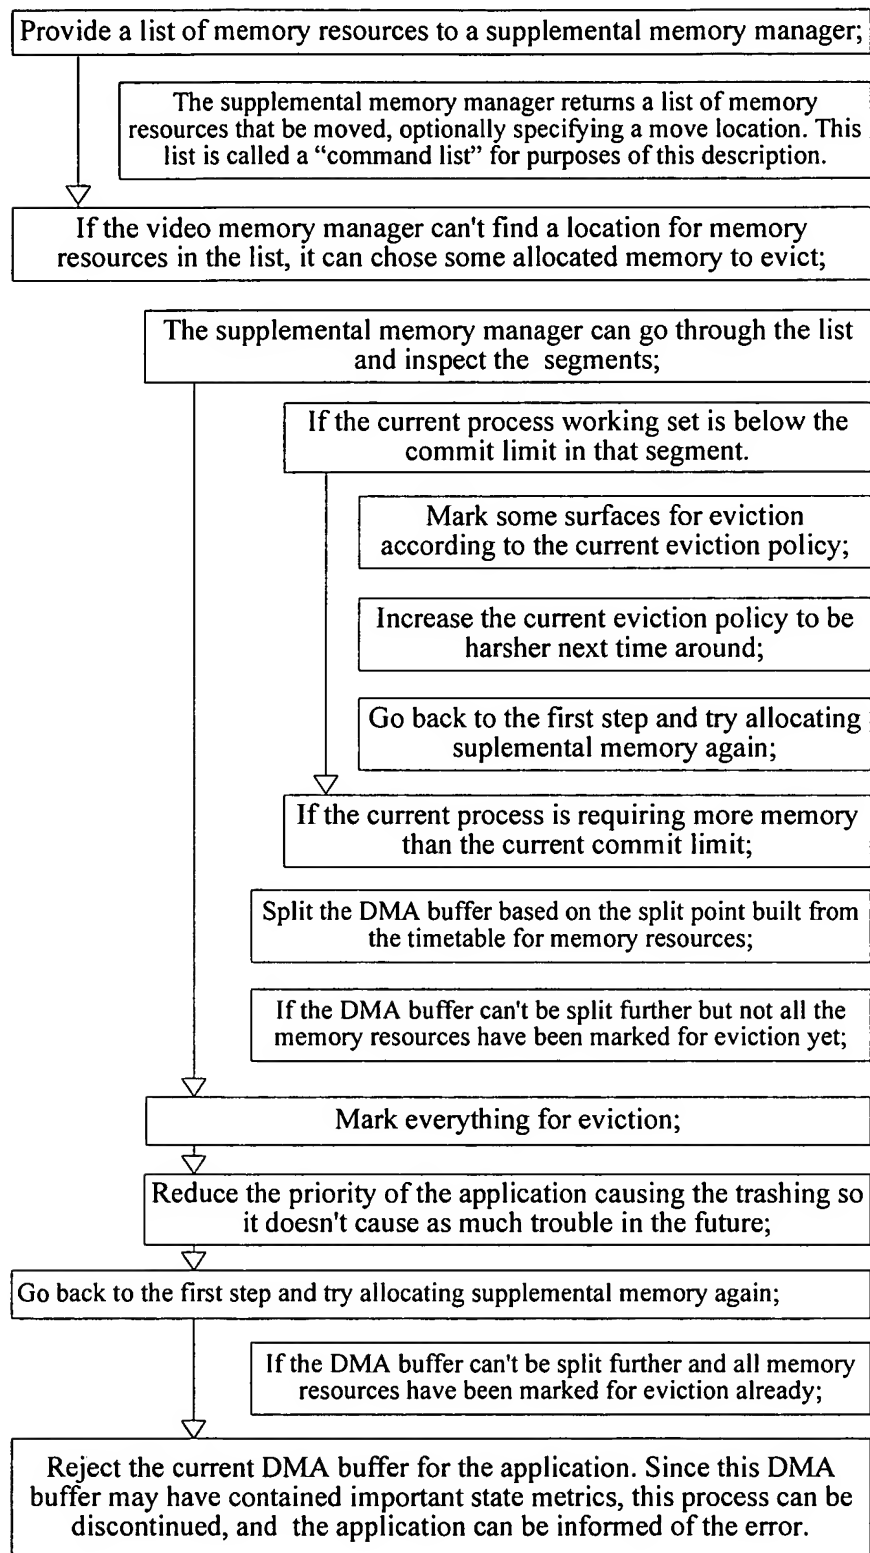 Provide a list of memory resources to a supplemental memory manager;
The supplemental memory manager returns a list of memory
resources that be moved, optionally specifying a move location. This
list is called a “command list” for purposes of this description.
If the video memory manager can't find a location for memory
resources in the list, it can chose some allocated memory to evict;
The supplemental memory manager can go through the list
and inspect the segments;
If the current process working set is below the
commit limit in that segment.
Mark some surfaces for eviction
according to the current eviction policy;
Increase the current eviction policy to be
harsher next time around;
Go back to the first step and try allocating
suplemental memory again;
If the current process is requiring more memory
than the current commit limit;
Split the DMA buffer based on the split point built from
the timetable for memory resources;
If the DMA buffer can't be split further but not all the
memory resources have been marked for eviction yet;
Mark everything for eviction;
Reduce the priority of the application causing the trashing so
it doesn't cause as much trouble in the future;
Go back to the first step and try allocating supplemental memory again;
If the DMA buffer can't be split further and all memory
resources have been marked for eviction already;
Reject the current DMA buffer for the application. Since this DMA
buffer may have contained important state metrics, this process can be
discontinued, and the application can be informed of the error.